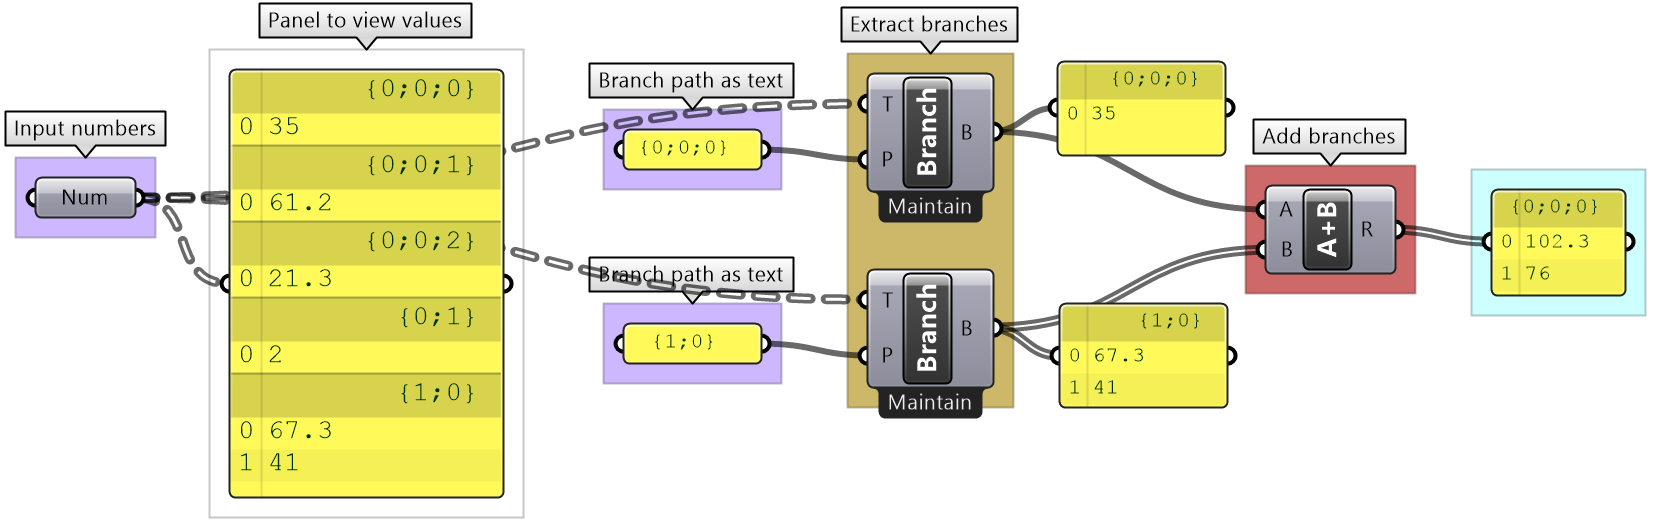 Input numbers
Num
Panel to view values
{0;0;0}
0 35
{0;0;1}
0 61.2
{0;0;2}
0 21.3
{0;1}
0 2
{1;0}
0 67.3
1 41
Branch path as text
{0;0;0}
Branch path as text
{1;0}
Extract branches
T
P
Branch
B
Maintain
T
P
Branch
B
Maintain
{0;0;0}
0 35
{1;0}
0 67.3
1 41
Add branches
A
B
A+B
R
{0;0;0}
0 102.3
1 76